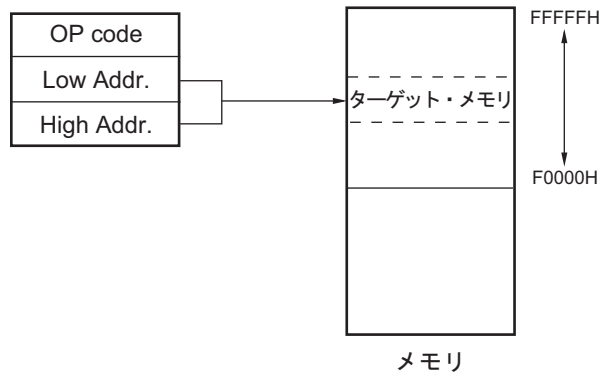 OP code
Low Addr.
High Addr.
ターゲット・メモリ
FFFFFH
F0000H
メモリ